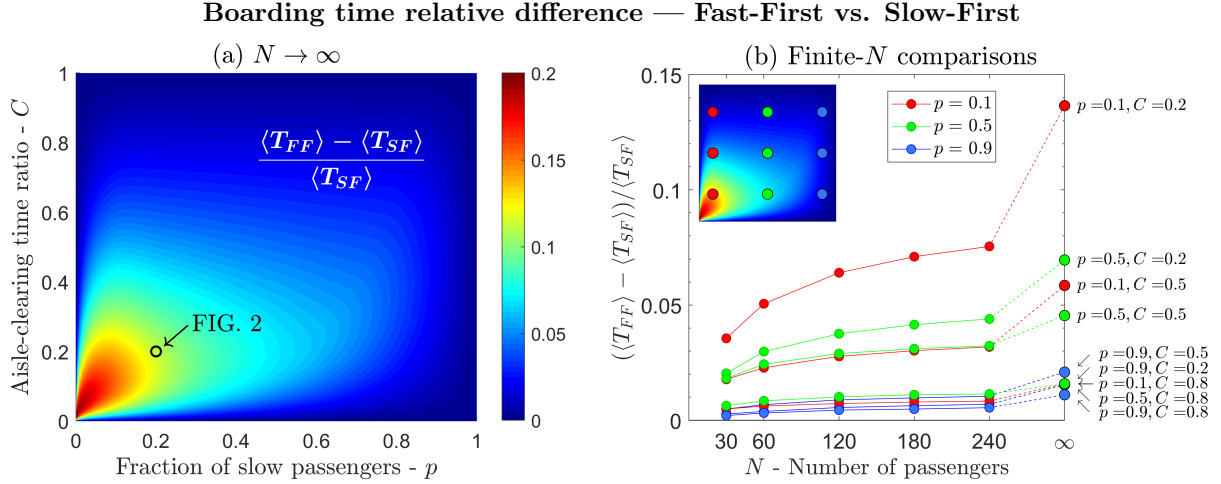 Boarding time relative difference — Fast-First vs. Slow-First
(a) N → ∞
Aisle-clearing time ratio - C
1
0.8
0.6
0.4
0.2
0
0
0.2
0.4
0.6
0.8
1
Fraction of slow passengers - p
⟨T_FF⟩ − ⟨T_SF⟩
⟨T_SF⟩
FIG. 2
0.2
0.15
0.1
0.05
0
(b) Finite-N comparisons
(⟨T_FF⟩ − ⟨T_SF⟩)/⟨T_SF⟩
0.15
0.1
0.05
0
p = 0.1
p = 0.5
p = 0.9
p =0.1, C =0.2
p =0.5, C =0.2
p =0.1, C =0.5
p =0.5, C =0.5
p =0.9, C =0.5
p =0.9, C =0.2
p =0.1, C =0.8
p =0.5, C =0.8
p =0.9, C =0.8
30
60
120
180
240
∞
N - Number of passengers